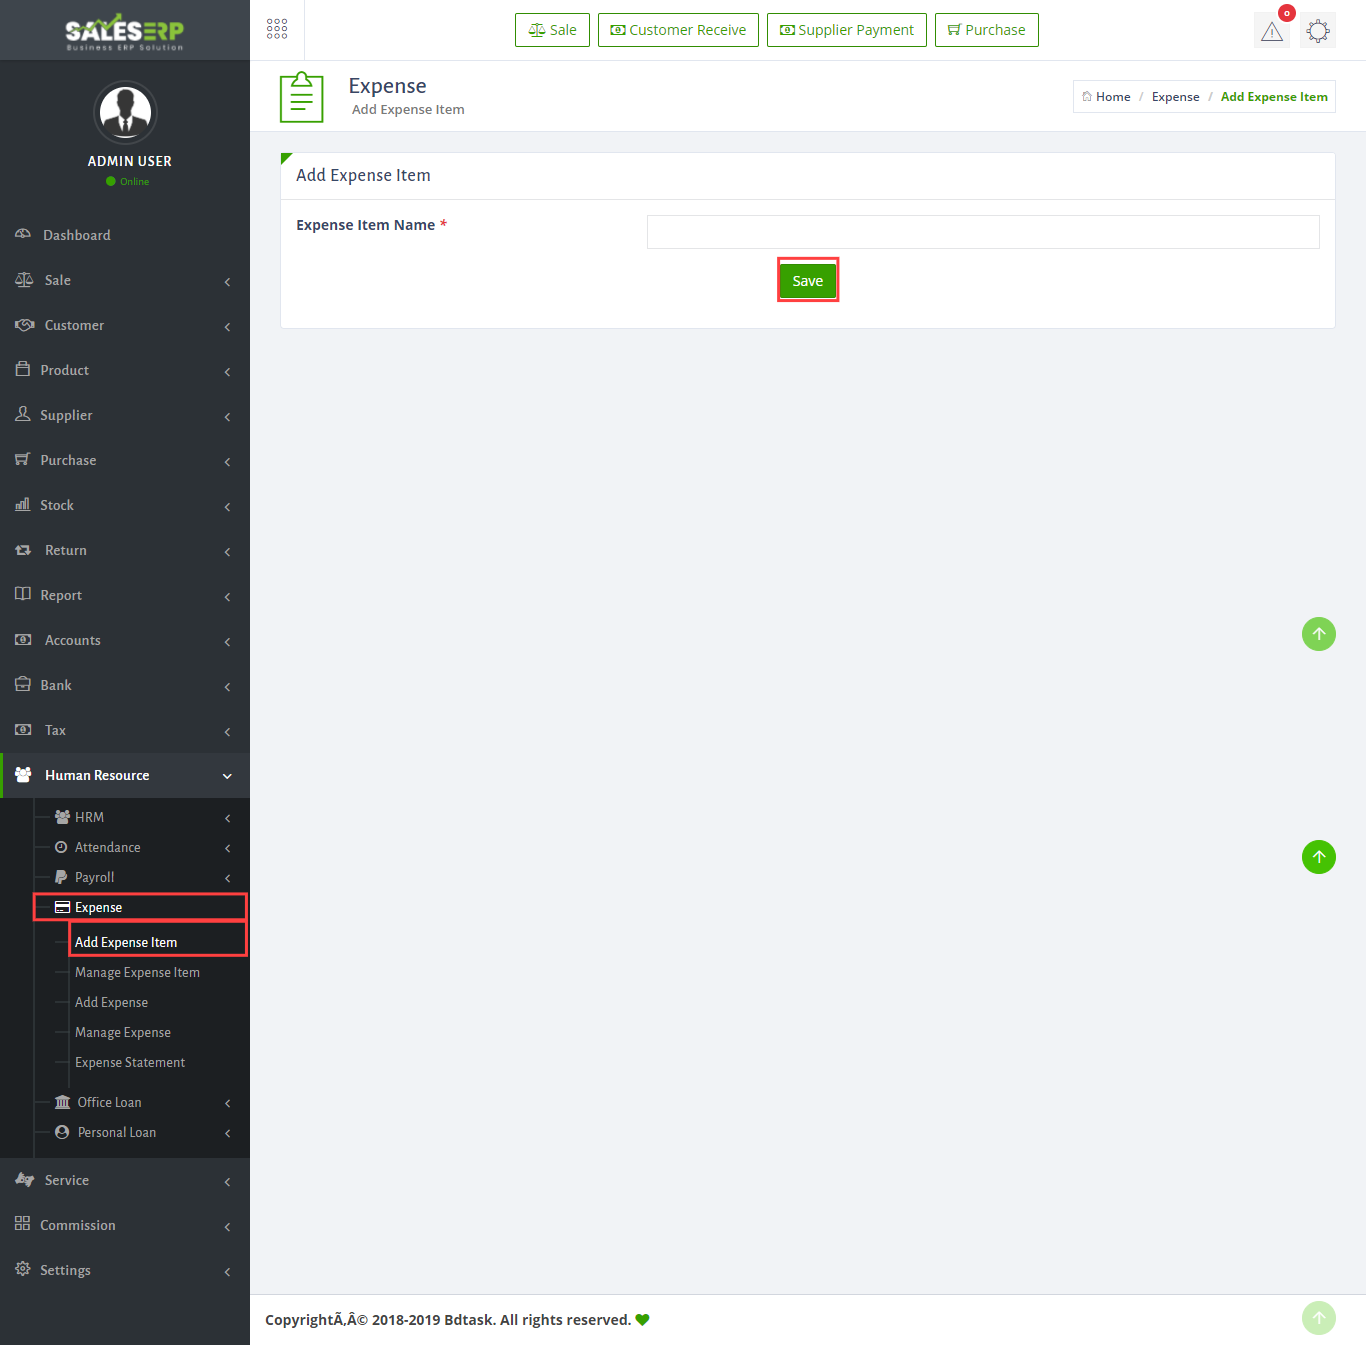 SALESERP
Business ERP Solution
Sale
Customer Receive
Supplier Payment
Purchase
0
Expense
Add Expense Item
Home / Expense / Add Expense Item
ADMIN USER
Online
Dashboard
Sale
Customer
Product
Supplier
Purchase
Stock
Return
Report
Accounts
Bank
Tax
Human Resource
HRM
Attendance
Payroll
Expense
Add Expense Item
Manage Expense Item
Add Expense
Manage Expense
Expense Statement
Office Loan
Personal Loan
Service
Commission
Settings
Add Expense Item
Expense Item Name *
Save
CopyrightÃ‚Â© 2018-2019 Bdtask. All rights reserved.